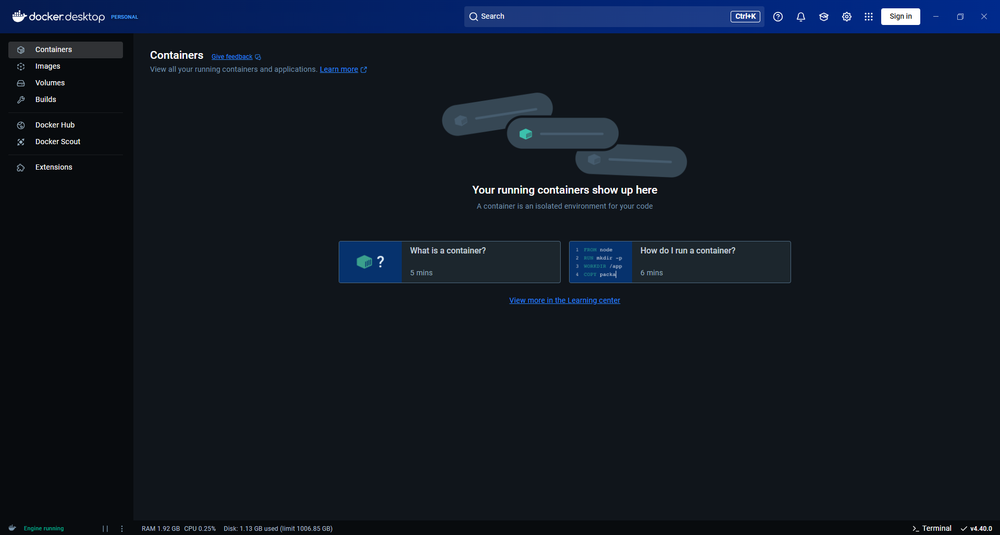 docker.desktop PERSONAL
Search Ctrl+K
Sign in
Containers
Images
Volumes
Builds
Docker Hub
Docker Scout
Extensions
Containers Give feedback
View all your running containers and applications. Learn more
Your running containers show up here
A container is an isolated environment for your code
?
What is a container?
5 mins
1 FROM node
2 RUN mkdir -p
3 WORKDIR /app
4 COPY packa
How do I run a container?
6 mins
View more in the Learning center
Engine running
RAM 1.92 GB CPU 0.25% Disk: 1.13 GB used (limit 1006.85 GB)
>_ Terminal
v4.40.0